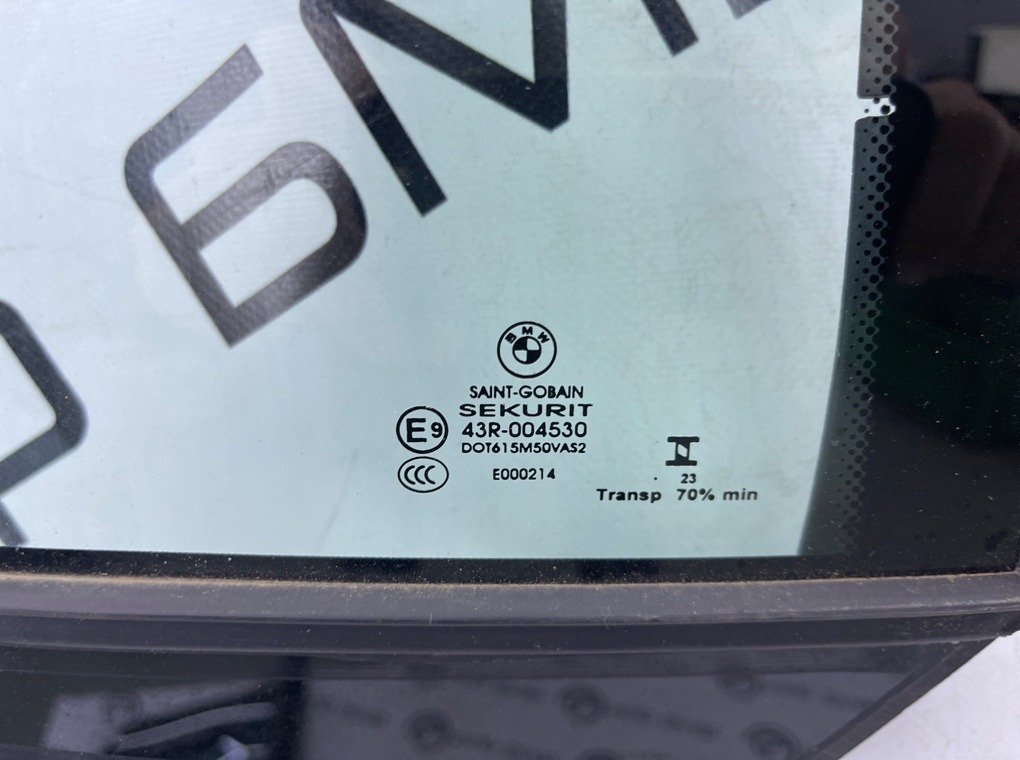 BMW
SAINT-GOBAIN
SEKURIT
E9
43R-004530
DOT615M50VAS2
CCC
E000214
. 23
Transp 70% min